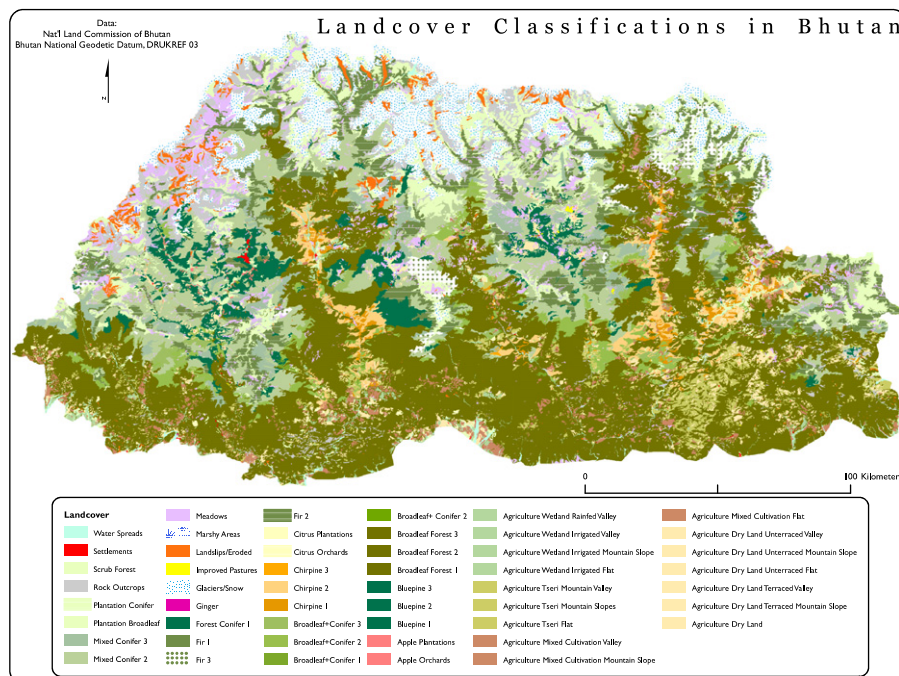 Data:
Nat'l Land Commission of Bhutan
Bhutan National Geodetic Datum, DRUKREF 03
Landcover Classifications in Bhutan
z
0
100 Kilometer
Landcover
Water Spreads
Settlements
Scrub Forest
Rock Outcrops
Plantation Conifer
Plantation Broadleaf
Mixed Conifer 3
Mixed Conifer 2
Meadows
Marshy Areas
Landslips/Eroded
Improved Pastures
Glaciers/Snow
Ginger
Forest Conifer 1
Fir 1
Fir 3
Fir 2
Citrus Plantations
Citrus Orchards
Chirpine 3
Chirpine 2
Chirpine 1
Broadleaf+Conifer 3
Broadleaf+Conifer 2
Broadleaf+Conifer 1
Broadleaf+ Conifer 2
Broadleaf Forest 3
Broadleaf Forest 2
Broadleaf Forest 1
Bluepine 3
Bluepine 2
Bluepine 1
Apple Plantations
Apple Orchards
Agriculture Wedand Rainfed Valley
Agriculture Wedand Irrigated Valley
Agriculture Wetland Irrigated Mountain Slope
Agriculture Wetland Irrigated Flat
Agriculture Tseri Mountain Valley
Agriculture Tseri Mountain Slopes
Agriculture Tseri Flat
Agriculture Mixed Cultivation Valley
Agriculture Mixed Cultivation Mountain Slope
Agriculture Mixed Cultivation Flat
Agriculture Dry Land Unterraced Valley
Agriculture Dry Land Unterraced Mountain Slope
Agriculture Dry Land Unterraced Flat
Agriculture Dry Land Terraced Valley
Agriculture Dry Land Terraced Mountain Slope
Agriculture Dry Land